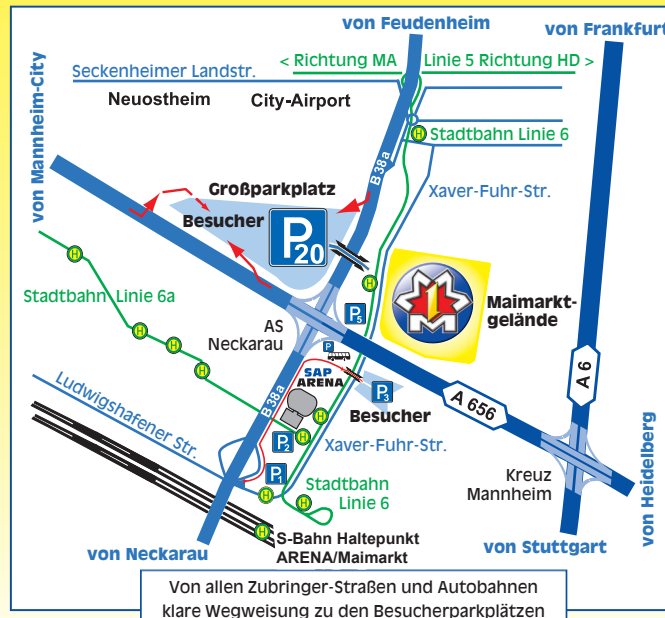 von Feudenheim
von Frankfurt
< Richtung MA
Linie 5 Richtung HD >
Seckenheimer Landstr.
Neuostheim
City-Airport
von Mannheim-City
B38a
H
Stadtbahn Linie 6
Großparkplatz
Besucher
P20
Xaver-Fuhr-Str.
H
H
Stadtbahn Linie 6a
P5
1
M
Maimarkt-
gelände
AS
Neckarau
H
H
H
P
SAP
ARENA
P3
Besucher
A 6
A 656
B38a
Ludwigshafener Str.
H
H
P2
Xaver-Fuhr-Str.
P1
Stadtbahn
Linie 6
H
H
Kreuz
Mannheim
von Heidelberg
H
S-Bahn Haltepunkt
ARENA/Maimarkt
von Neckarau
von Stuttgart
Von allen Zubringer-Straßen und Autobahnen
klare Wegweisung zu den Besucherparkplätzen